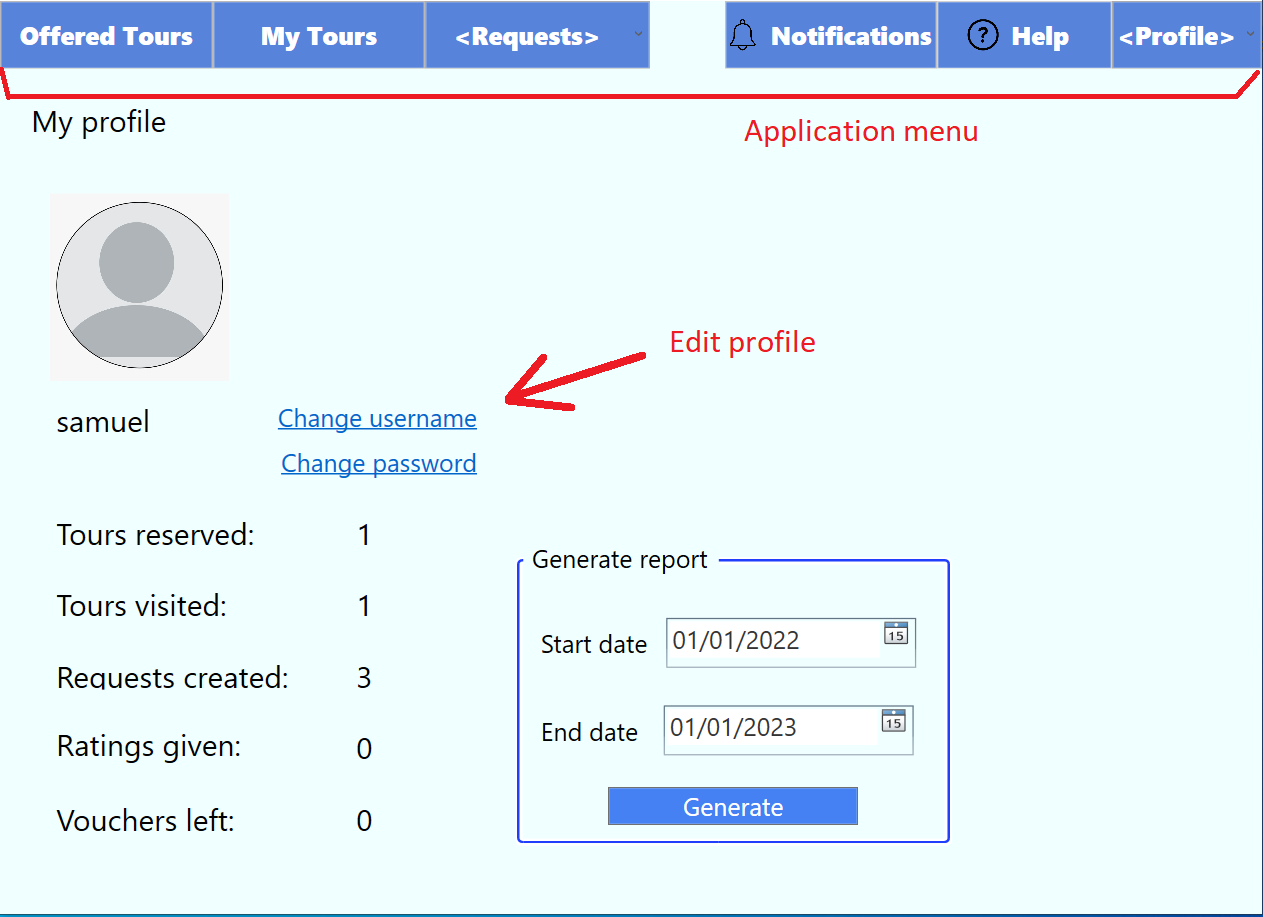 Offered Tours My Tours <Requests> Notifications ? Help <Profile>
My profile
Application menu
Edit profile
samuel Change username
Change password
Tours reserved: 1
Tours visited: 1
Requests created: 3
Ratings given: 0
Vouchers left: 0
Generate report
Start date 01/01/2022 15
End date 01/01/2023 15
Generate